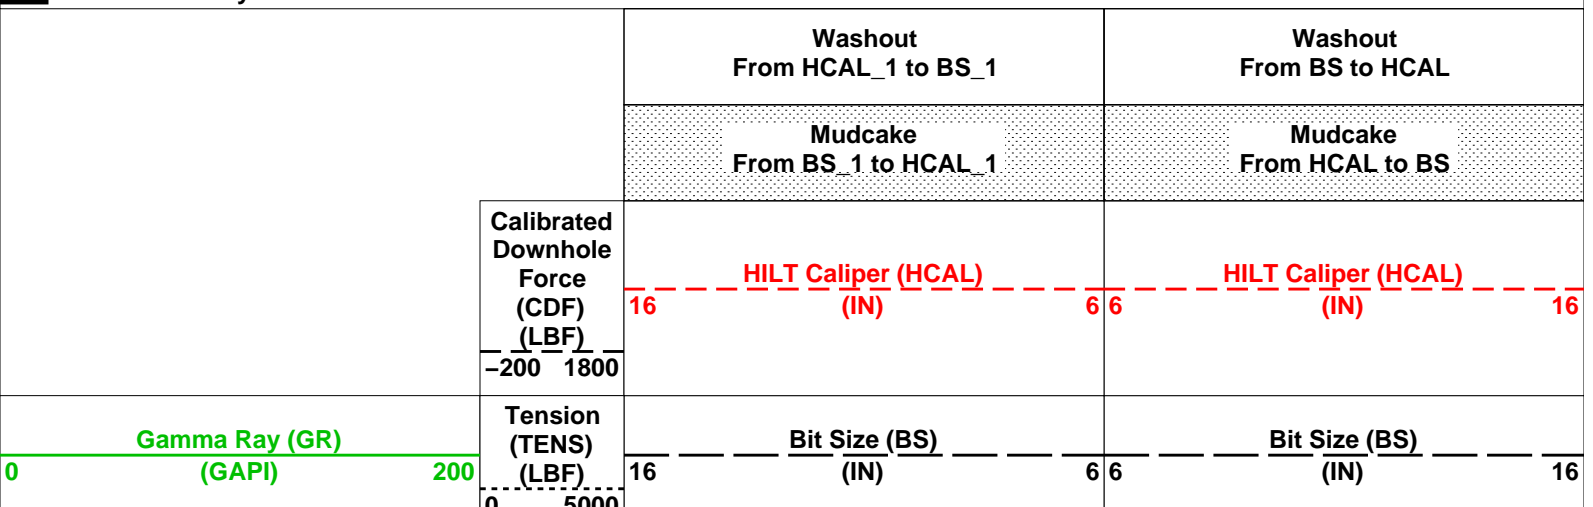 Washout
From HCAL_1 to BS_1
Washout
From BS to HCAL
Mudcake
From BS_1 to HCAL_1
Mudcake
From HCAL to BS
Calibrated
Downhole
Force
(CDF)
(LBF)
−200 1800
HILT Caliper (HCAL)
16 (IN) 6
HILT Caliper (HCAL)
6 (IN) 16
Gamma Ray (GR)
0 (GAPI) 200
Tension
(TENS)
(LBF)
0 5000
Bit Size (BS)
16 (IN) 6
Bit Size (BS)
6 (IN) 16